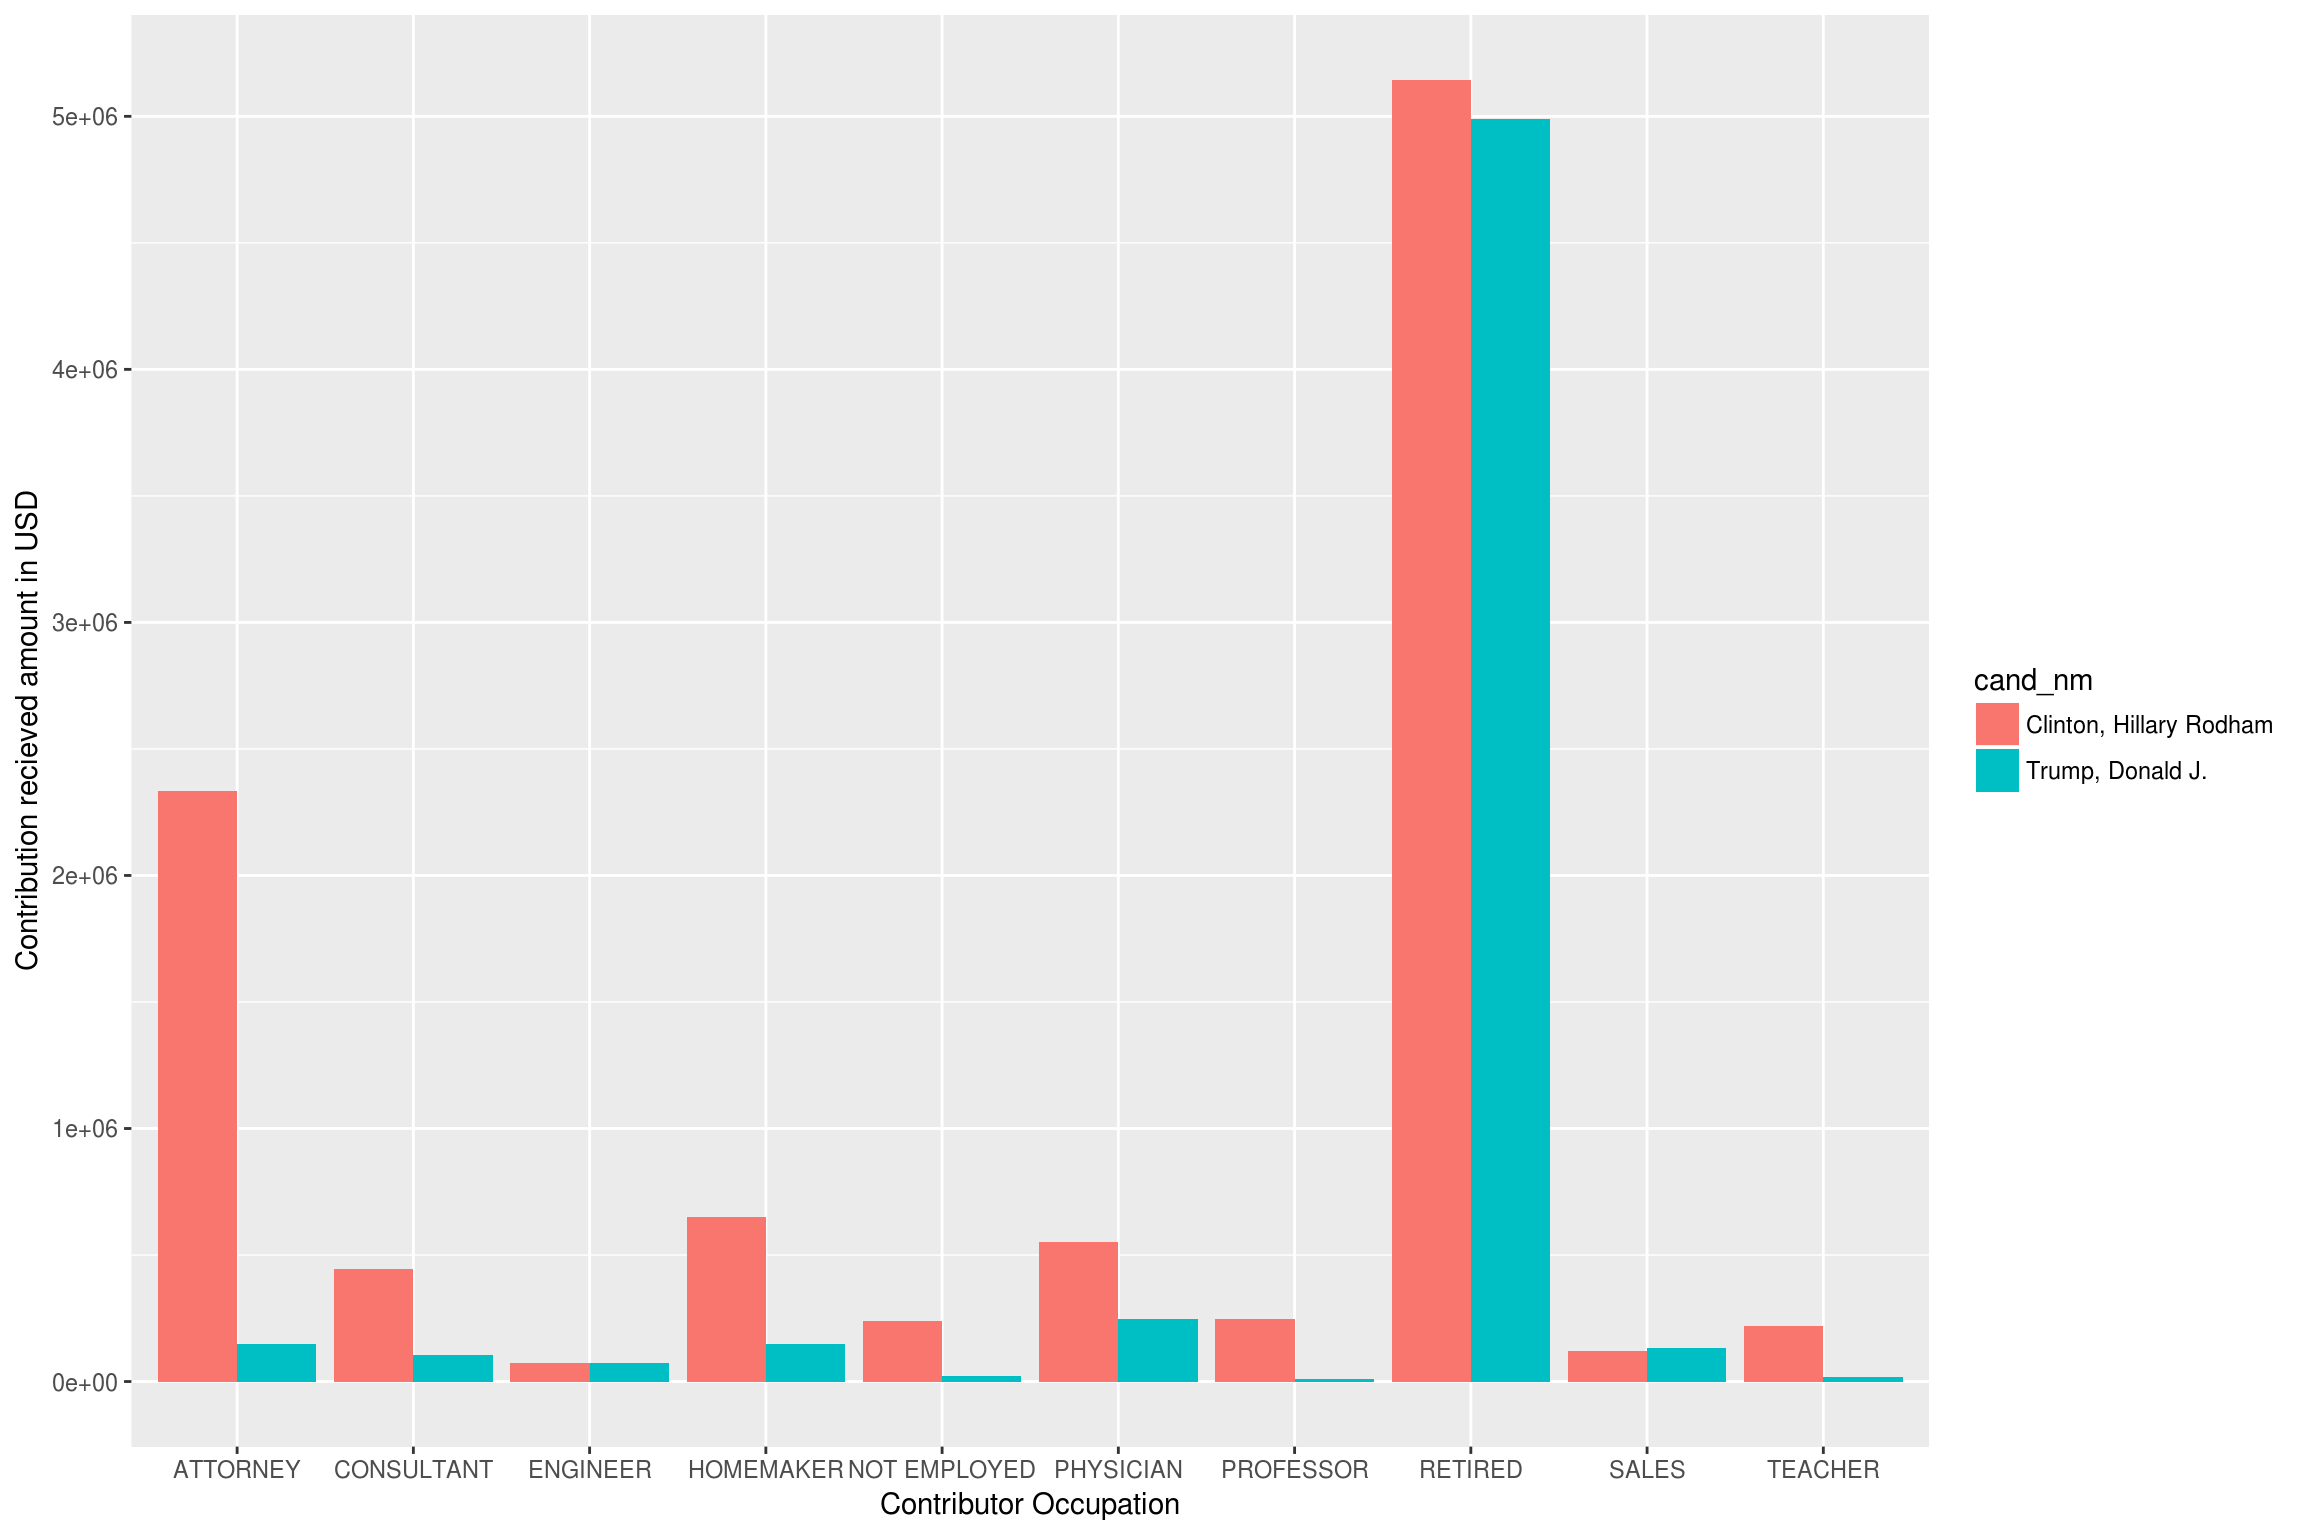 Contribution recieved amount in USD
5e+06
4e+06
3e+06
2e+06
1e+06
0e+00
ATTORNEY CONSULTANT ENGINEER HOMEMAKER NOT EMPLOYED PHYSICIAN PROFESSOR RETIRED SALES TEACHER
Contributor Occupation
cand_nm
Clinton, Hillary Rodham
Trump, Donald J.